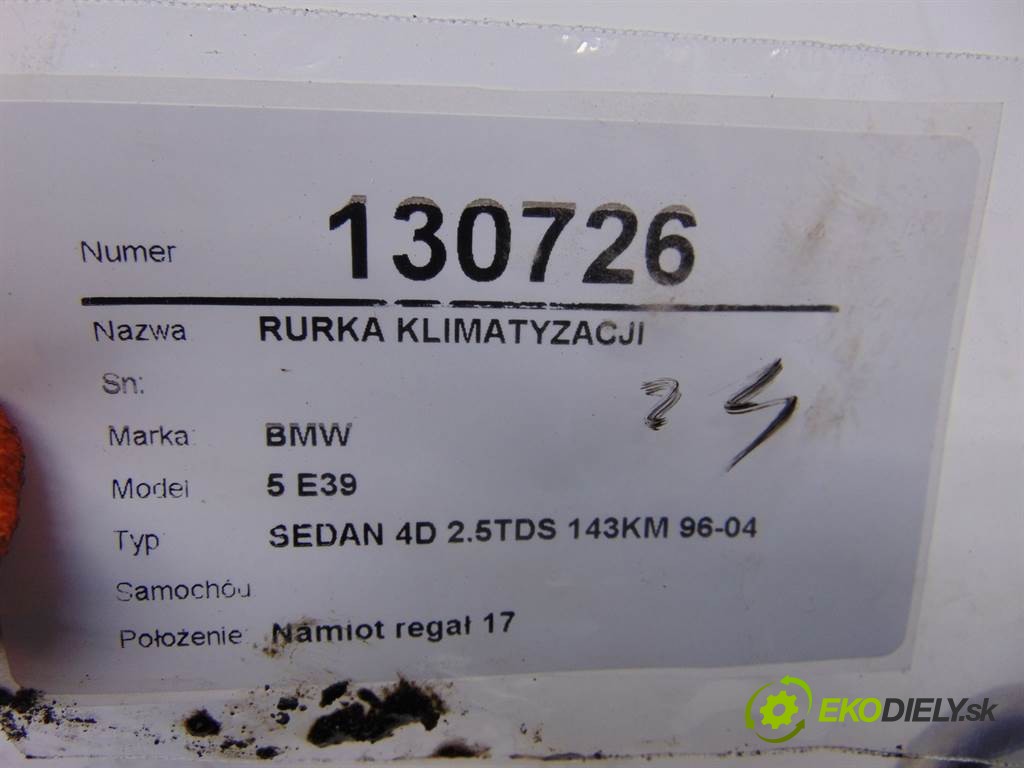 Numer 130726
Nazwa RURKA KLIMATYZACJI
Sn:
Marka: BMW
Model 5 E39
Typ SEDAN 4D 2.5TDS 143KM 96-04
Samochód
Położenie: Namiot regał 17
EKODIELY.sk